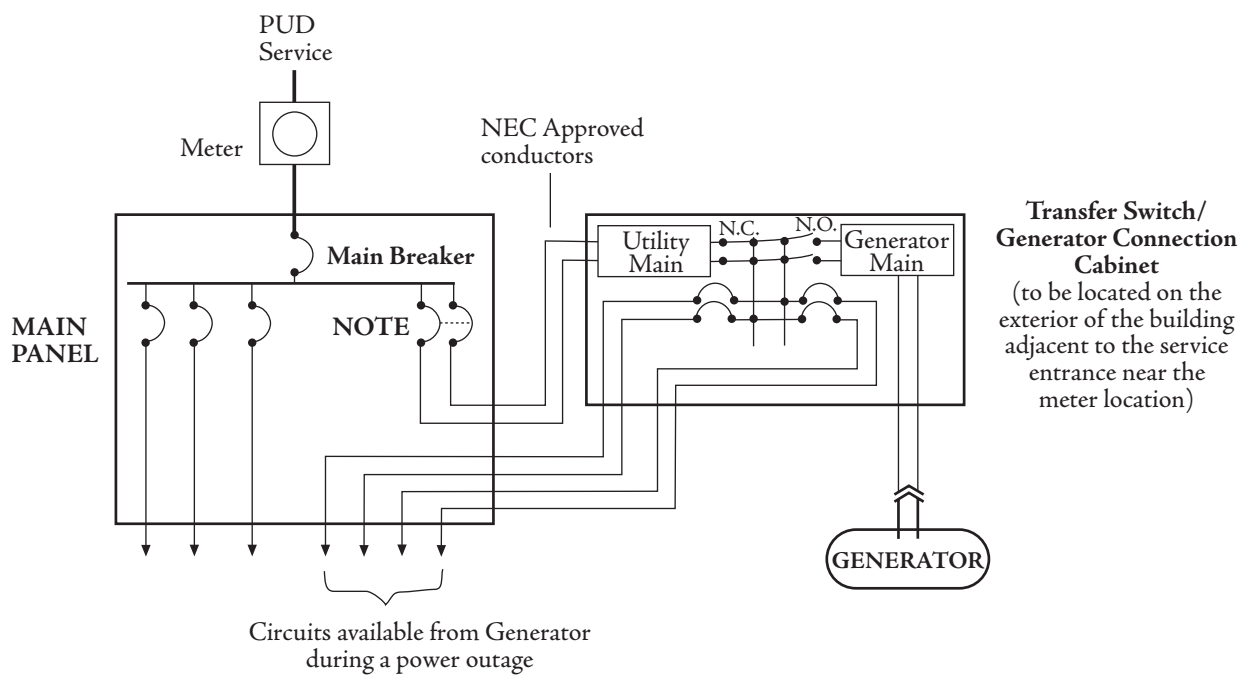 PUD
Service
Meter
NEC Approved
conductors
Main Breaker
MAIN
PANEL
NOTE
Utility
Main
N.C.
N.O.
Generator
Main
Transfer Switch/
Generator Connection
Cabinet
(to be located on the
exterior of the building
adjacent to the service
entrance near the
meter location)
GENERATOR
Circuits available from Generator
during a power outage